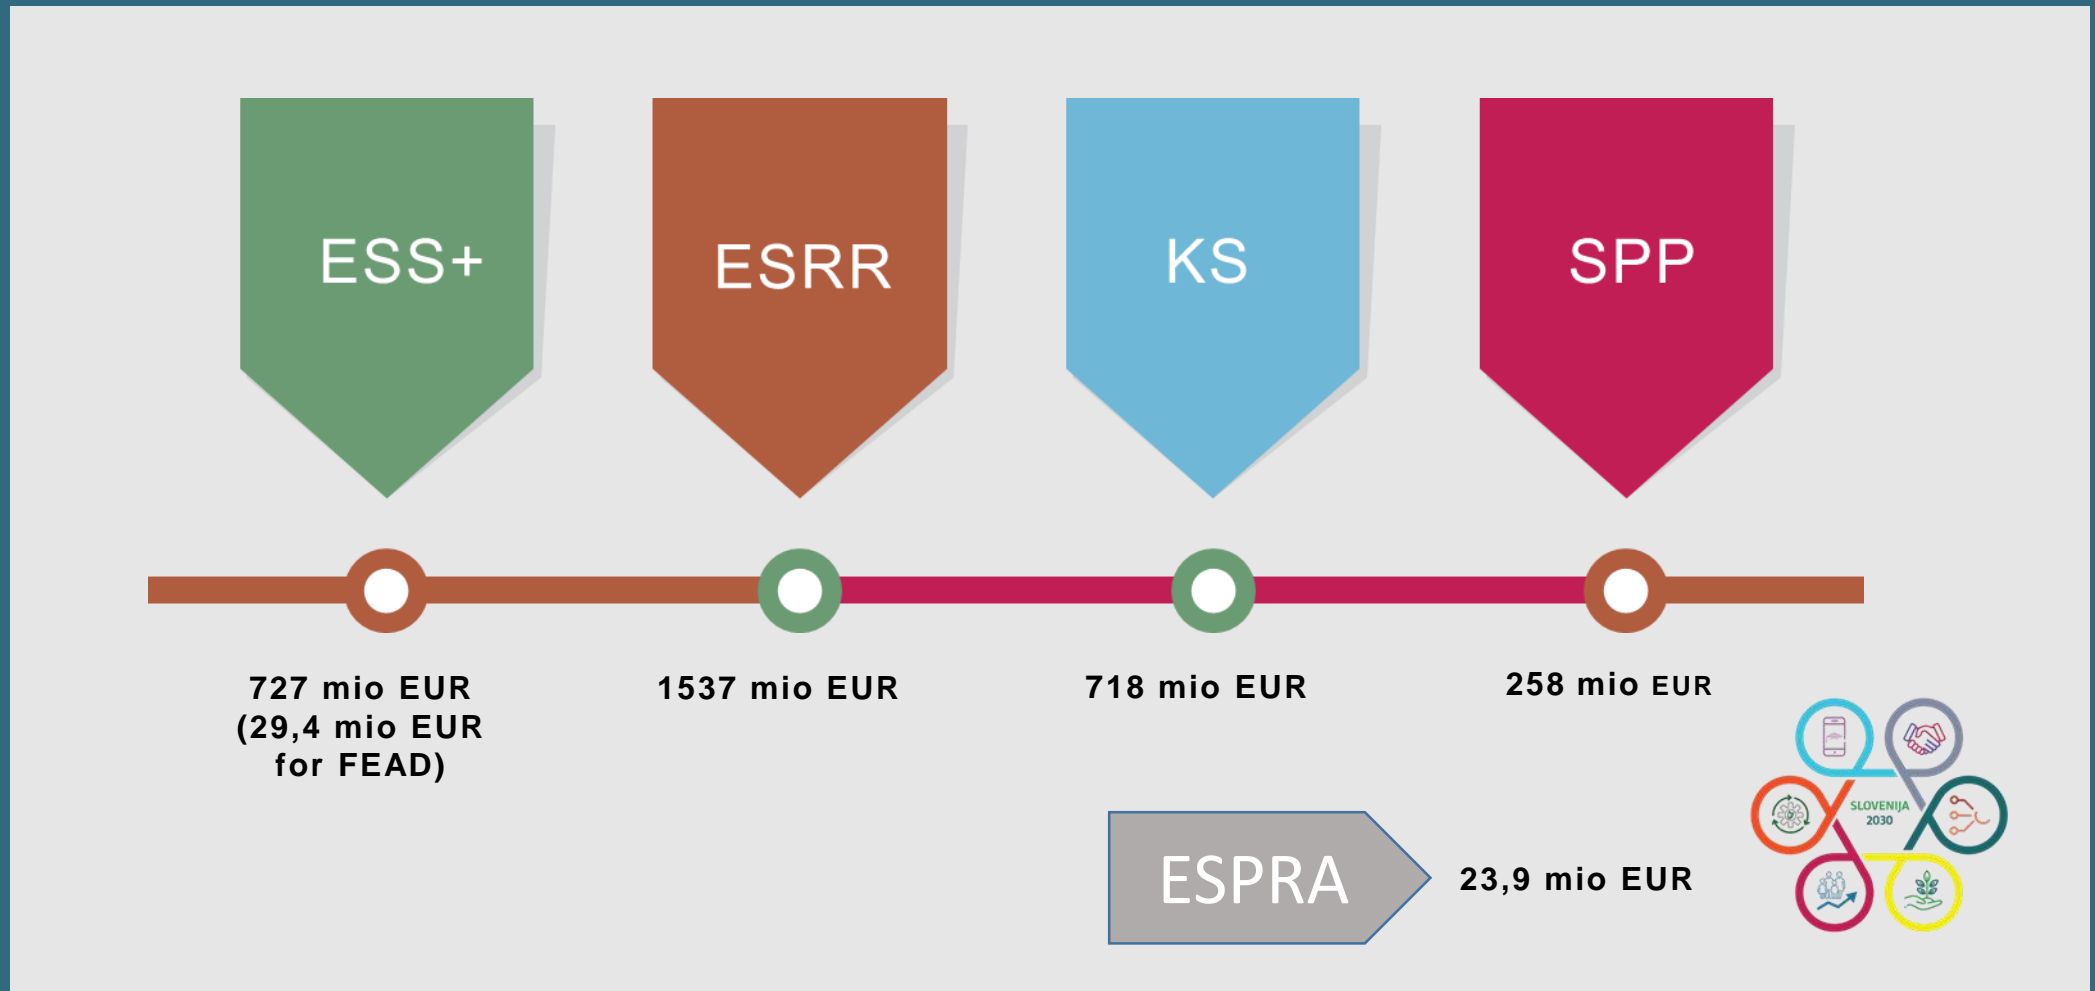 ESS+
ESRR
KS
SPP
727 mio EUR
(29,4 mio EUR
for FEAD)
1537 mio EUR
718 mio EUR
258 mio EUR
ESPRA
23,9 mio EUR
SLOVENIJA
2030